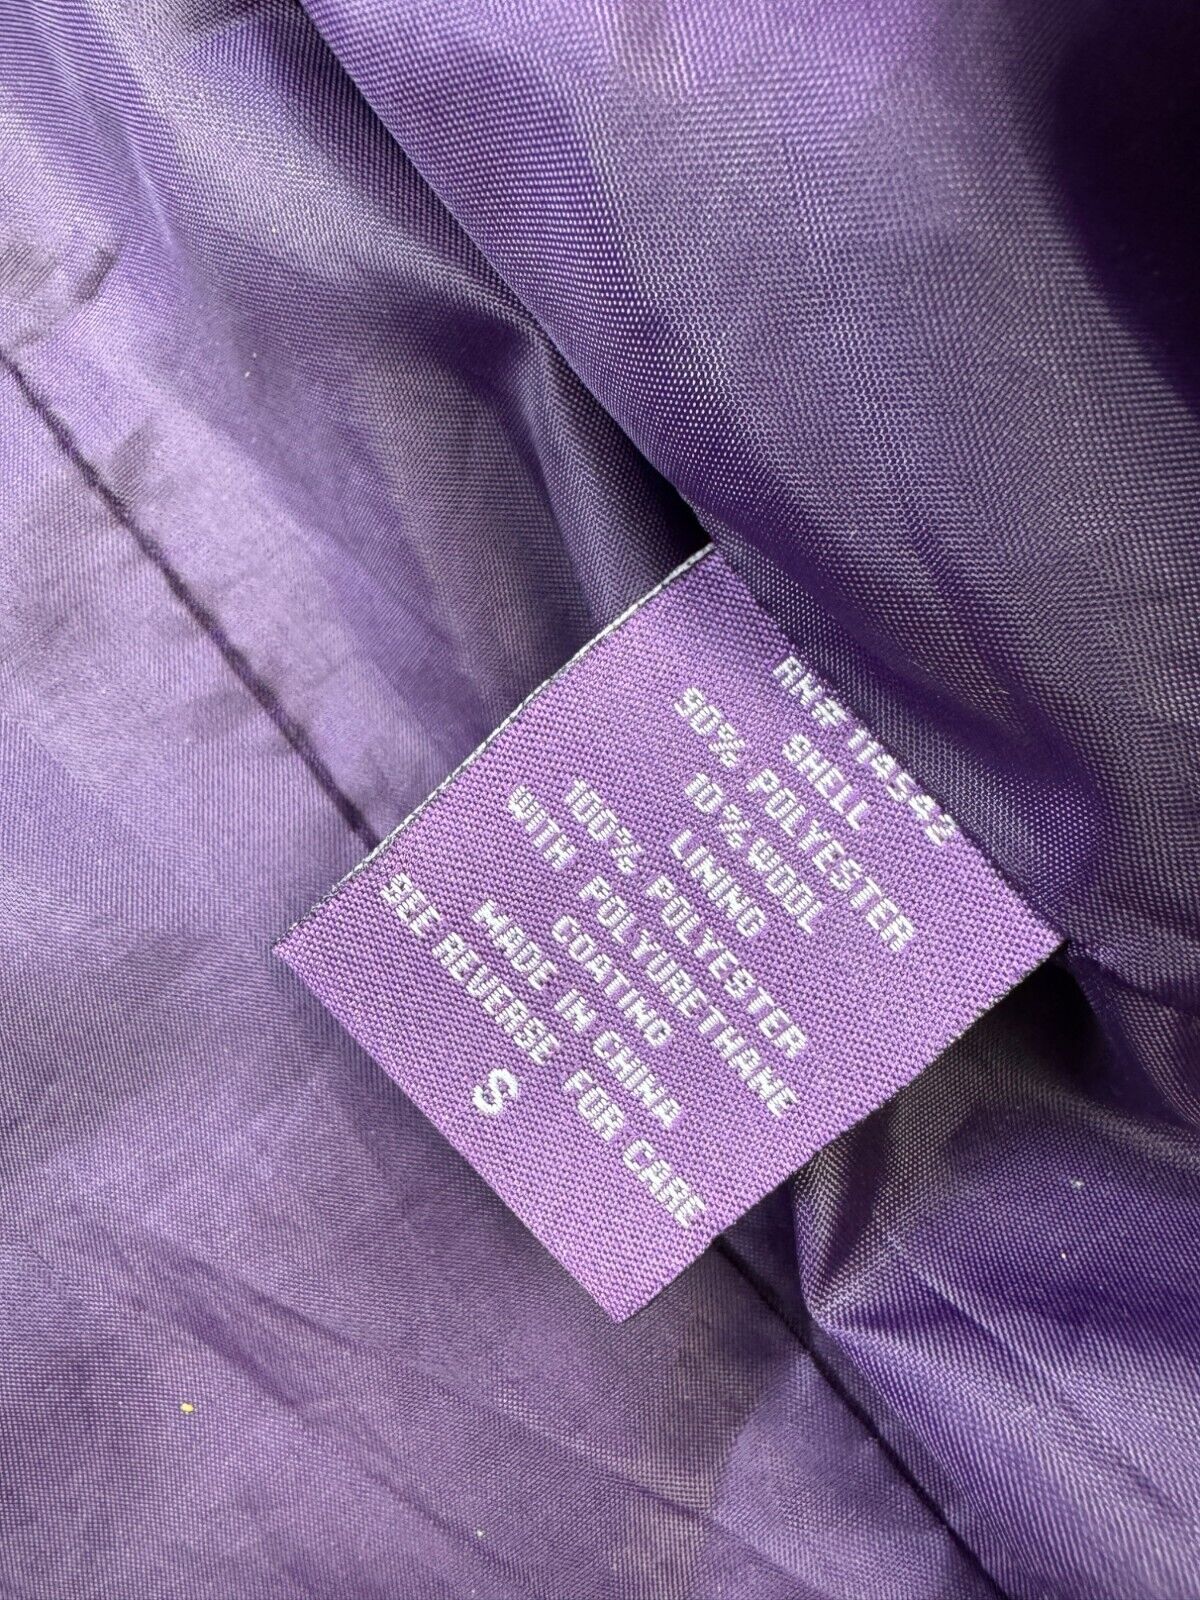 RN# 114542
SHELL
90% POLYESTER
10% WOOL
LINING
100% POLYESTER
WITH POLYURETHANE
COATING
MADE IN CHINA
SEE REVERSE FOR CARE
S